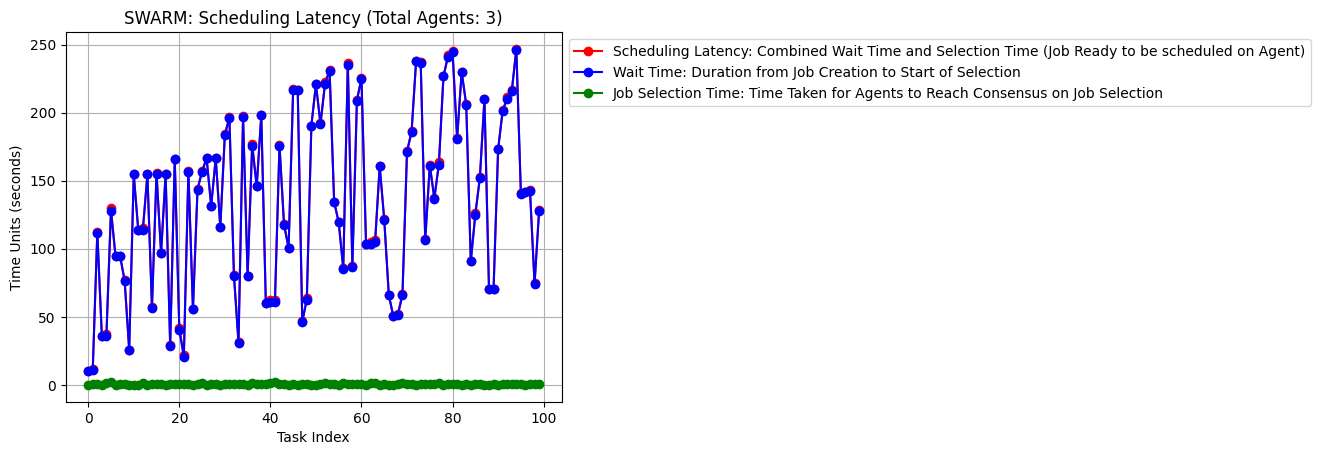 SWARM: Scheduling Latency (Total Agents: 3)
Scheduling Latency: Combined Wait Time and Selection Time (Job Ready to be scheduled on Agent)
Wait Time: Duration from Job Creation to Start of Selection
Job Selection Time: Time Taken for Agents to Reach Consensus on Job Selection
Time Units (seconds)
250
200
150
100
50
0
0 20 40 60 80 100
Task Index